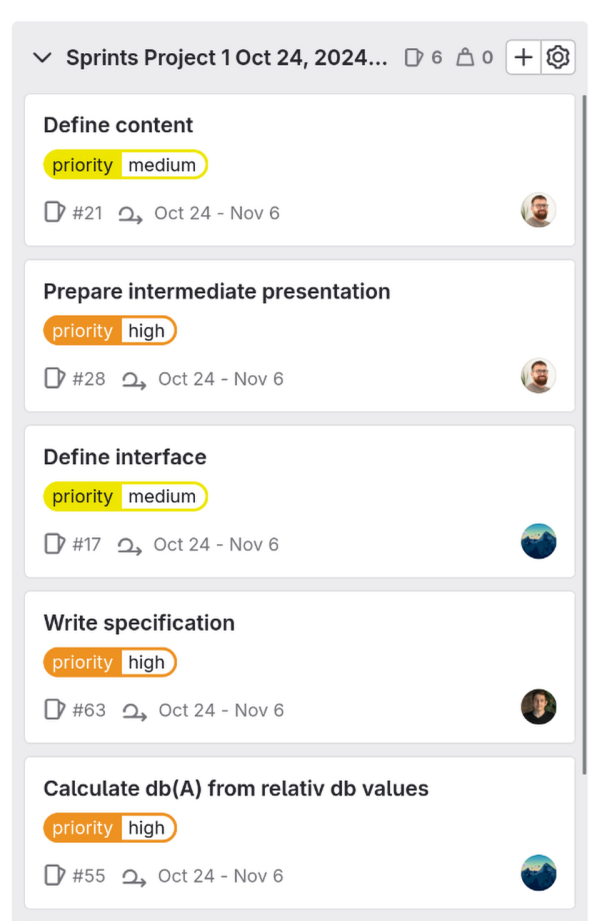 Sprints Project 1 Oct 24, 2024... 6 0
Define content
priority medium
#21 Oct 24 - Nov 6
Prepare intermediate presentation
priority high
#28 Oct 24 - Nov 6
Define interface
priority medium
#17 Oct 24 - Nov 6
Write specification
priority high
#63 Oct 24 - Nov 6
Calculate db(A) from relativ db values
priority high
#55 Oct 24 - Nov 6